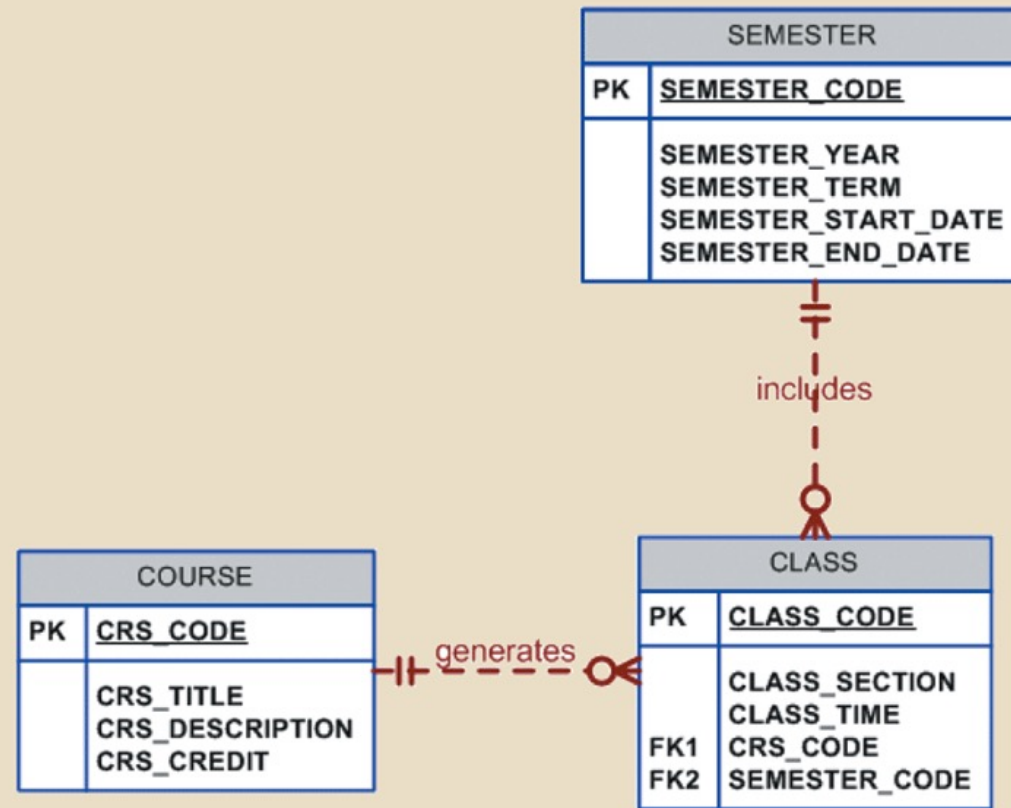 SEMESTER
PK SEMESTER_CODE
SEMESTER_YEAR
SEMESTER_TERM
SEMESTER_START_DATE
SEMESTER_END_DATE
includes
COURSE
PK CRS_CODE
CRS_TITLE
CRS_DESCRIPTION
CRS_CREDIT
generates
CLASS
PK CLASS_CODE
CLASS_SECTION
CLASS_TIME
FK1 CRS_CODE
FK2 SEMESTER_CODE